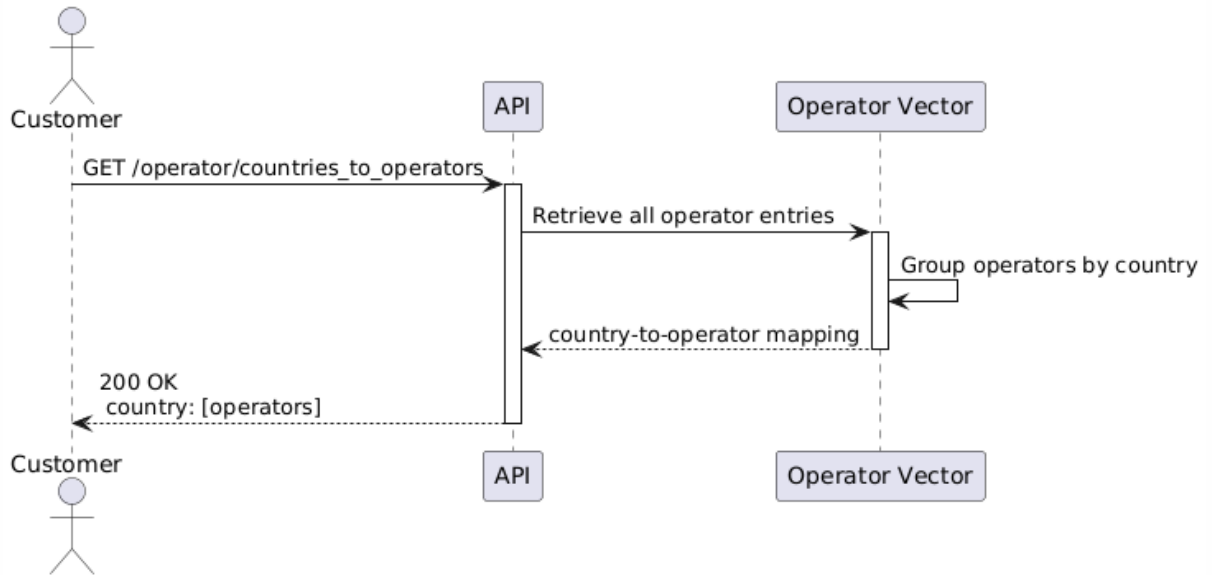 Customer
API
Operator Vector
GET /operator/countries_to_operators
Retrieve all operator entries
Group operators by country
country-to-operator mapping
200 OK
country: [operators]
Customer
API
Operator Vector